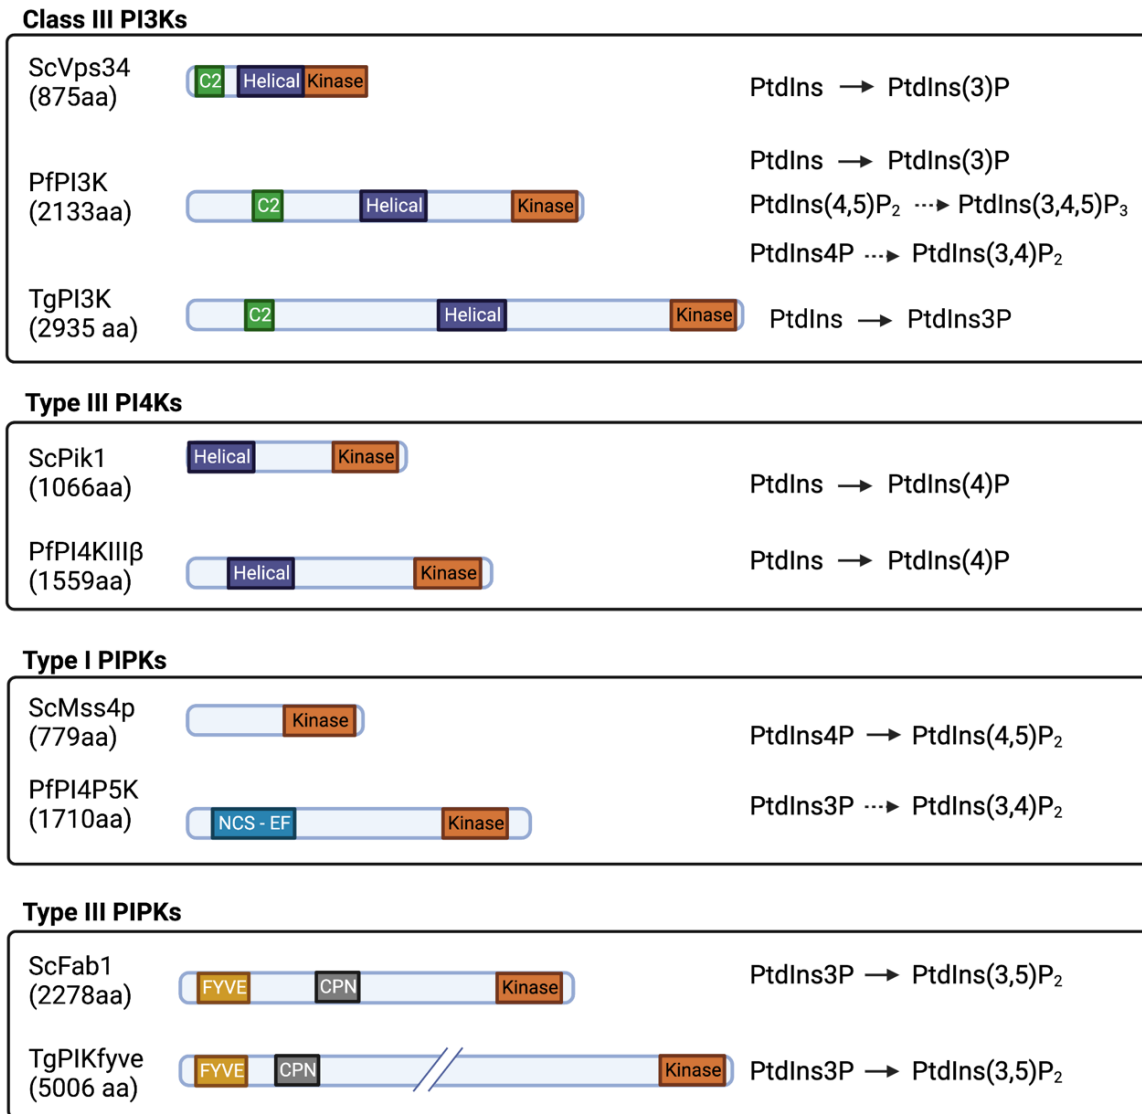 Class III PI3Ks
ScVps34
(875aa)
C2 Helical Kinase
PtdIns → PtdIns(3)P
PfPI3K
(2133aa)
C2 Helical Kinase
PtdIns → PtdIns(3)P
PtdIns(4,5)P₂ ⇢ PtdIns(3,4,5)P₃
PtdIns4P ⇢ PtdIns(3,4)P₂
TgPI3K
(2935 aa)
C2 Helical Kinase
PtdIns → PtdIns3P
Type III PI4Ks
ScPik1
(1066aa)
Helical Kinase
PtdIns → PtdIns(4)P
PfPI4KIIIβ
(1559aa)
Helical Kinase
PtdIns → PtdIns(4)P
Type I PIPKs
ScMss4p
(779aa)
Kinase
PtdIns4P → PtdIns(4,5)P₂
PfPI4P5K
(1710aa)
NCS - EF Kinase
PtdIns3P ⇢ PtdIns(3,4)P₂
Type III PIPKs
ScFab1
(2278aa)
FYVE CPN Kinase
PtdIns3P → PtdIns(3,5)P₂
TgPIKfyve
(5006 aa)
FYVE CPN Kinase
PtdIns3P → PtdIns(3,5)P₂